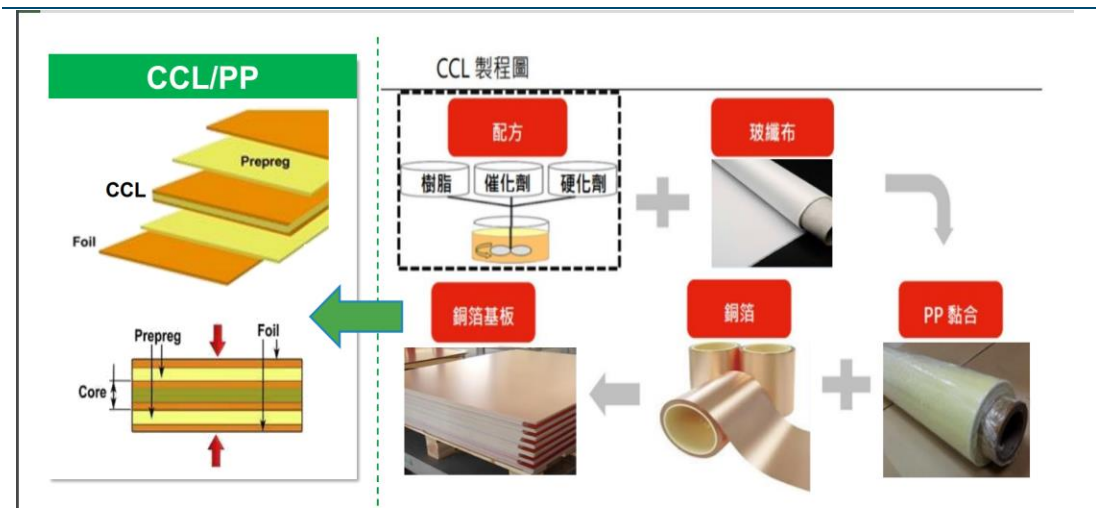 CCL/PP
Prepreg
CCL
Foil
Prepreg
Foil
Core
CCL 製程圖
配方
樹脂
催化劑
硬化劑
玻纖布
銅箔基板
銅箔
PP 黏合